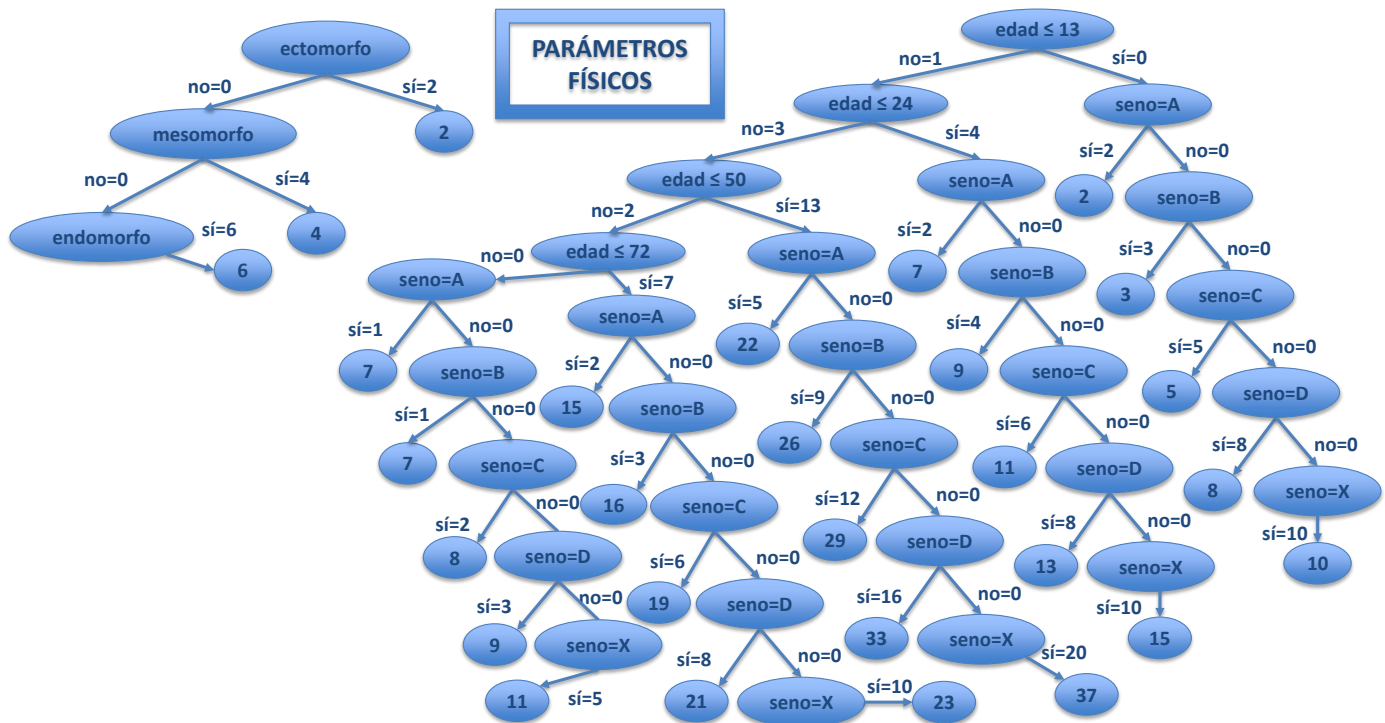 PARÁMETROS
FÍSICOS
ectomorfo
no=0
sí=2
mesomorfo
2
no=0
sí=4
endomorfo
sí=6
4
6
edad ≤ 13
no=1
sí=0
edad ≤ 24
seno=A
no=3
sí=4
sí=2
no=0
edad ≤ 50
seno=A
2
seno=B
no=2
sí=13
sí=2
no=0
sí=3
no=0
edad ≤ 72
seno=A
7
seno=B
3
seno=C
no=0
sí=7
sí=5
no=0
sí=4
no=0
sí=5
no=0
seno=A
seno=A
22
seno=B
9
seno=C
5
seno=D
sí=1
no=0
sí=2
no=0
sí=9
no=0
sí=6
no=0
sí=8
no=0
7
seno=B
15
seno=B
26
seno=C
11
seno=D
8
seno=X
sí=1
no=0
sí=3
no=0
sí=12
no=0
sí=8
no=0
sí=10
7
seno=C
16
seno=C
29
seno=D
13
seno=X
10
sí=2
no=0
sí=6
no=0
sí=16
no=0
sí=10
8
seno=D
19
seno=D
33
seno=X
15
sí=3
no=0
sí=8
no=0
sí=20
9
seno=X
21
seno=X
sí=10
23
37
11
sí=5